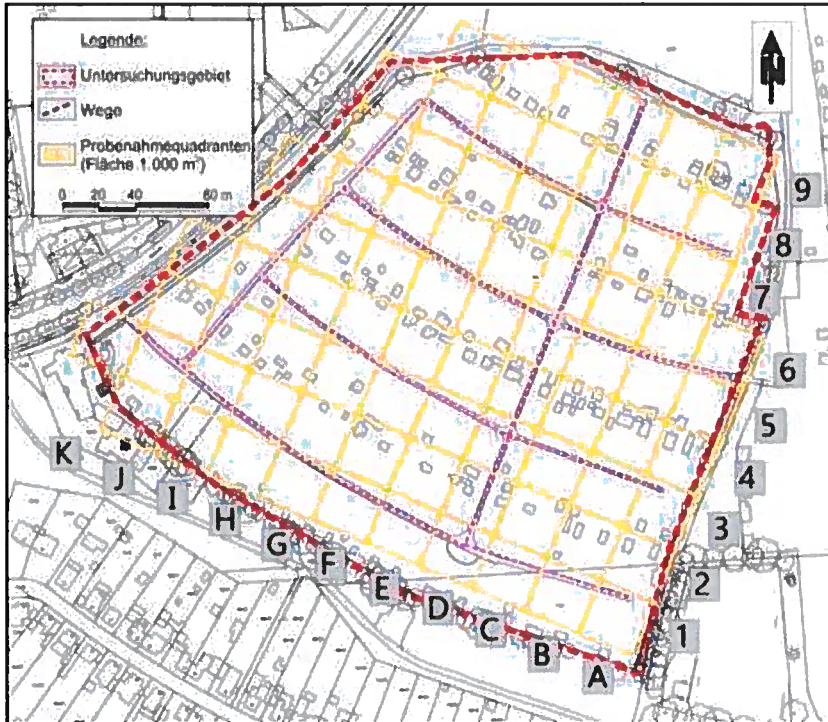 Legende:
Untersuchungsgebiet
Wege
Probenahmequadranten
(Fläche 1.000 m²)
0 20 40 80 m
N
9
8
7
6
5
4
3
2
1
K
J
I
H
G
F
E
D
C
B
A